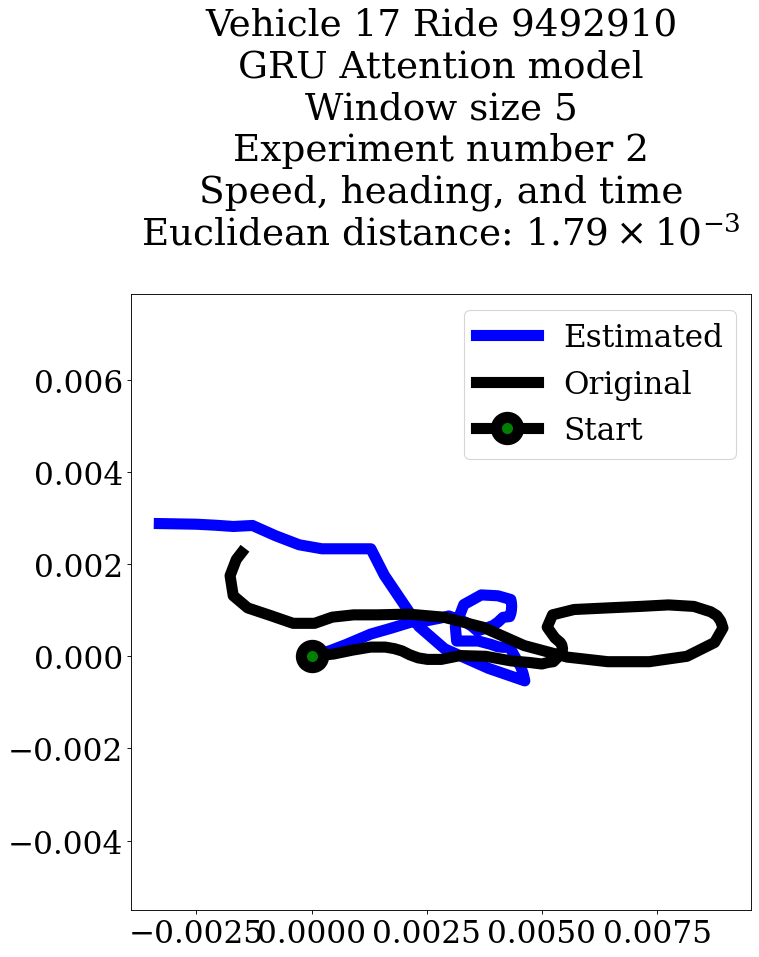 Vehicle 17 Ride 9492910
GRU Attention model
Window size 5
Experiment number 2
Speed, heading, and time
Euclidean distance: 1.79 × 10⁻³
Estimated
Original
Start
0.006
0.004
0.002
0.000
−0.002
−0.004
−0.0025 0.0000 0.0025 0.0050 0.0075